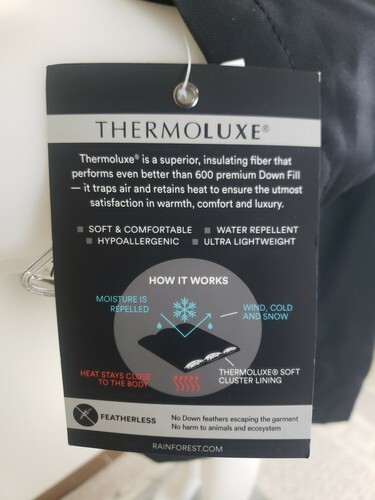 THERMOLUXE®
Thermoluxe® is a superior, insulating fiber that
performs even better than 600 premium Down Fill
— it traps air and retains heat to ensure the utmost
satisfaction in warmth, comfort and luxury.
SOFT & COMFORTABLE WATER REPELLENT
HYPOALLERGENIC ULTRA LIGHTWEIGHT
HOW IT WORKS
MOISTURE IS
REPELLED
WIND, COLD
AND SNOW
HEAT STAYS CLOSE
TO THE BODY
THERMOLUXE® SOFT
CLUSTER LINING
FEATHERLESS
No Down feathers escaping the garment
No harm to animals and ecosystem
RAINFOREST.COM